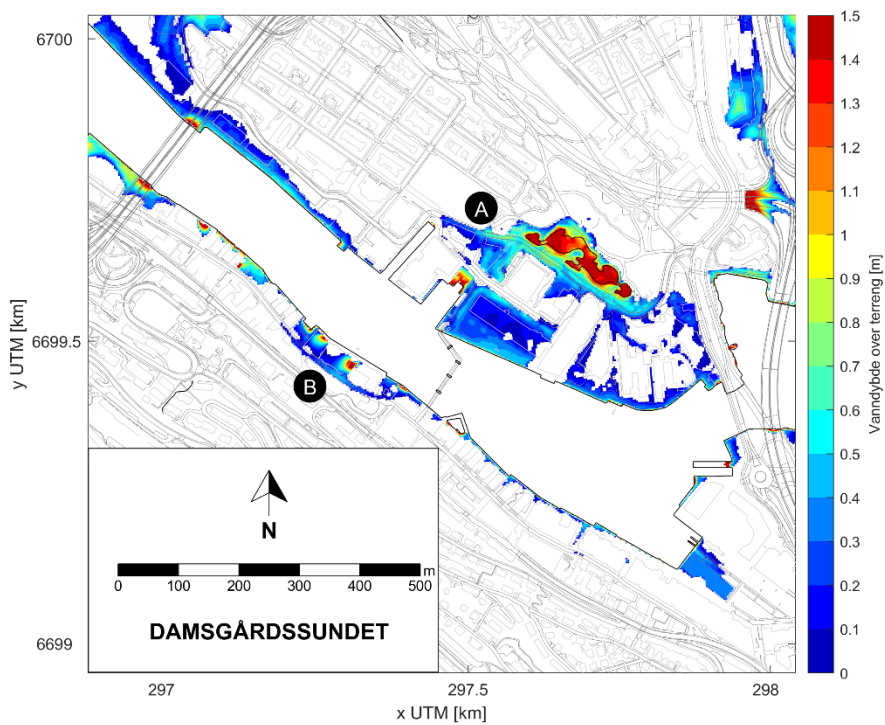 6700
6699.5
6699
y UTM [km]
A
B
N
0 100 200 300 400 500 m
DAMSGÅRDSSUNDET
297 297.5 298
x UTM [km]
1.5
1.4
1.3
1.2
1.1
1
0.9
0.8
0.7
0.6
0.5
0.4
0.3
0.2
0.1
0
Vanndybde over terreng [m]